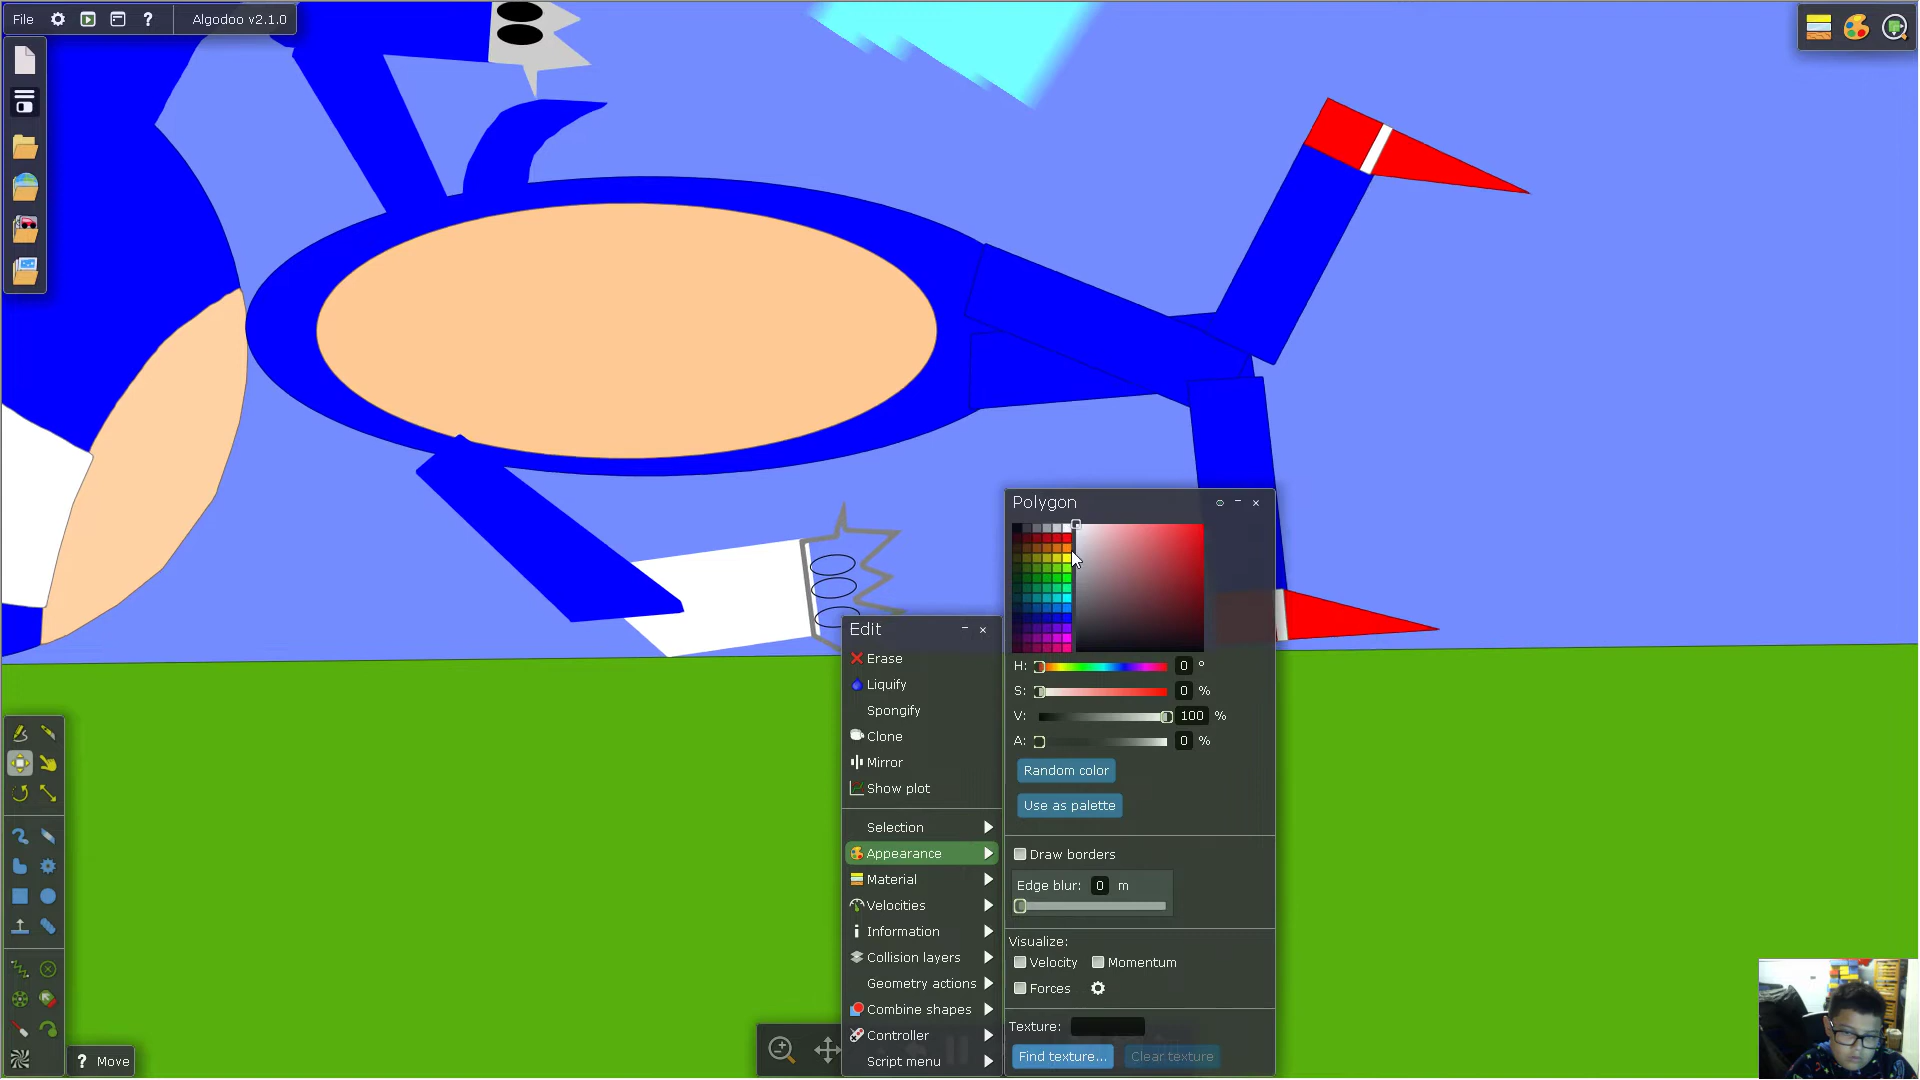 File ? Algodoo v2.1.0
Polygon
H: 0 °
S: 0 %
V: 100 %
A: 0 %
Random color
Use as palette
Draw borders
Edge blur: 0 m
Visualize:
Velocity Momentum
Forces
Texture:
Find texture... Clear texture
Edit
Erase
Liquify
Spongify
Clone
Mirror
Show plot
Selection
Appearance
Material
Velocities
Information
Collision layers
Geometry actions
Combine shapes
Controller
Script menu
? Move